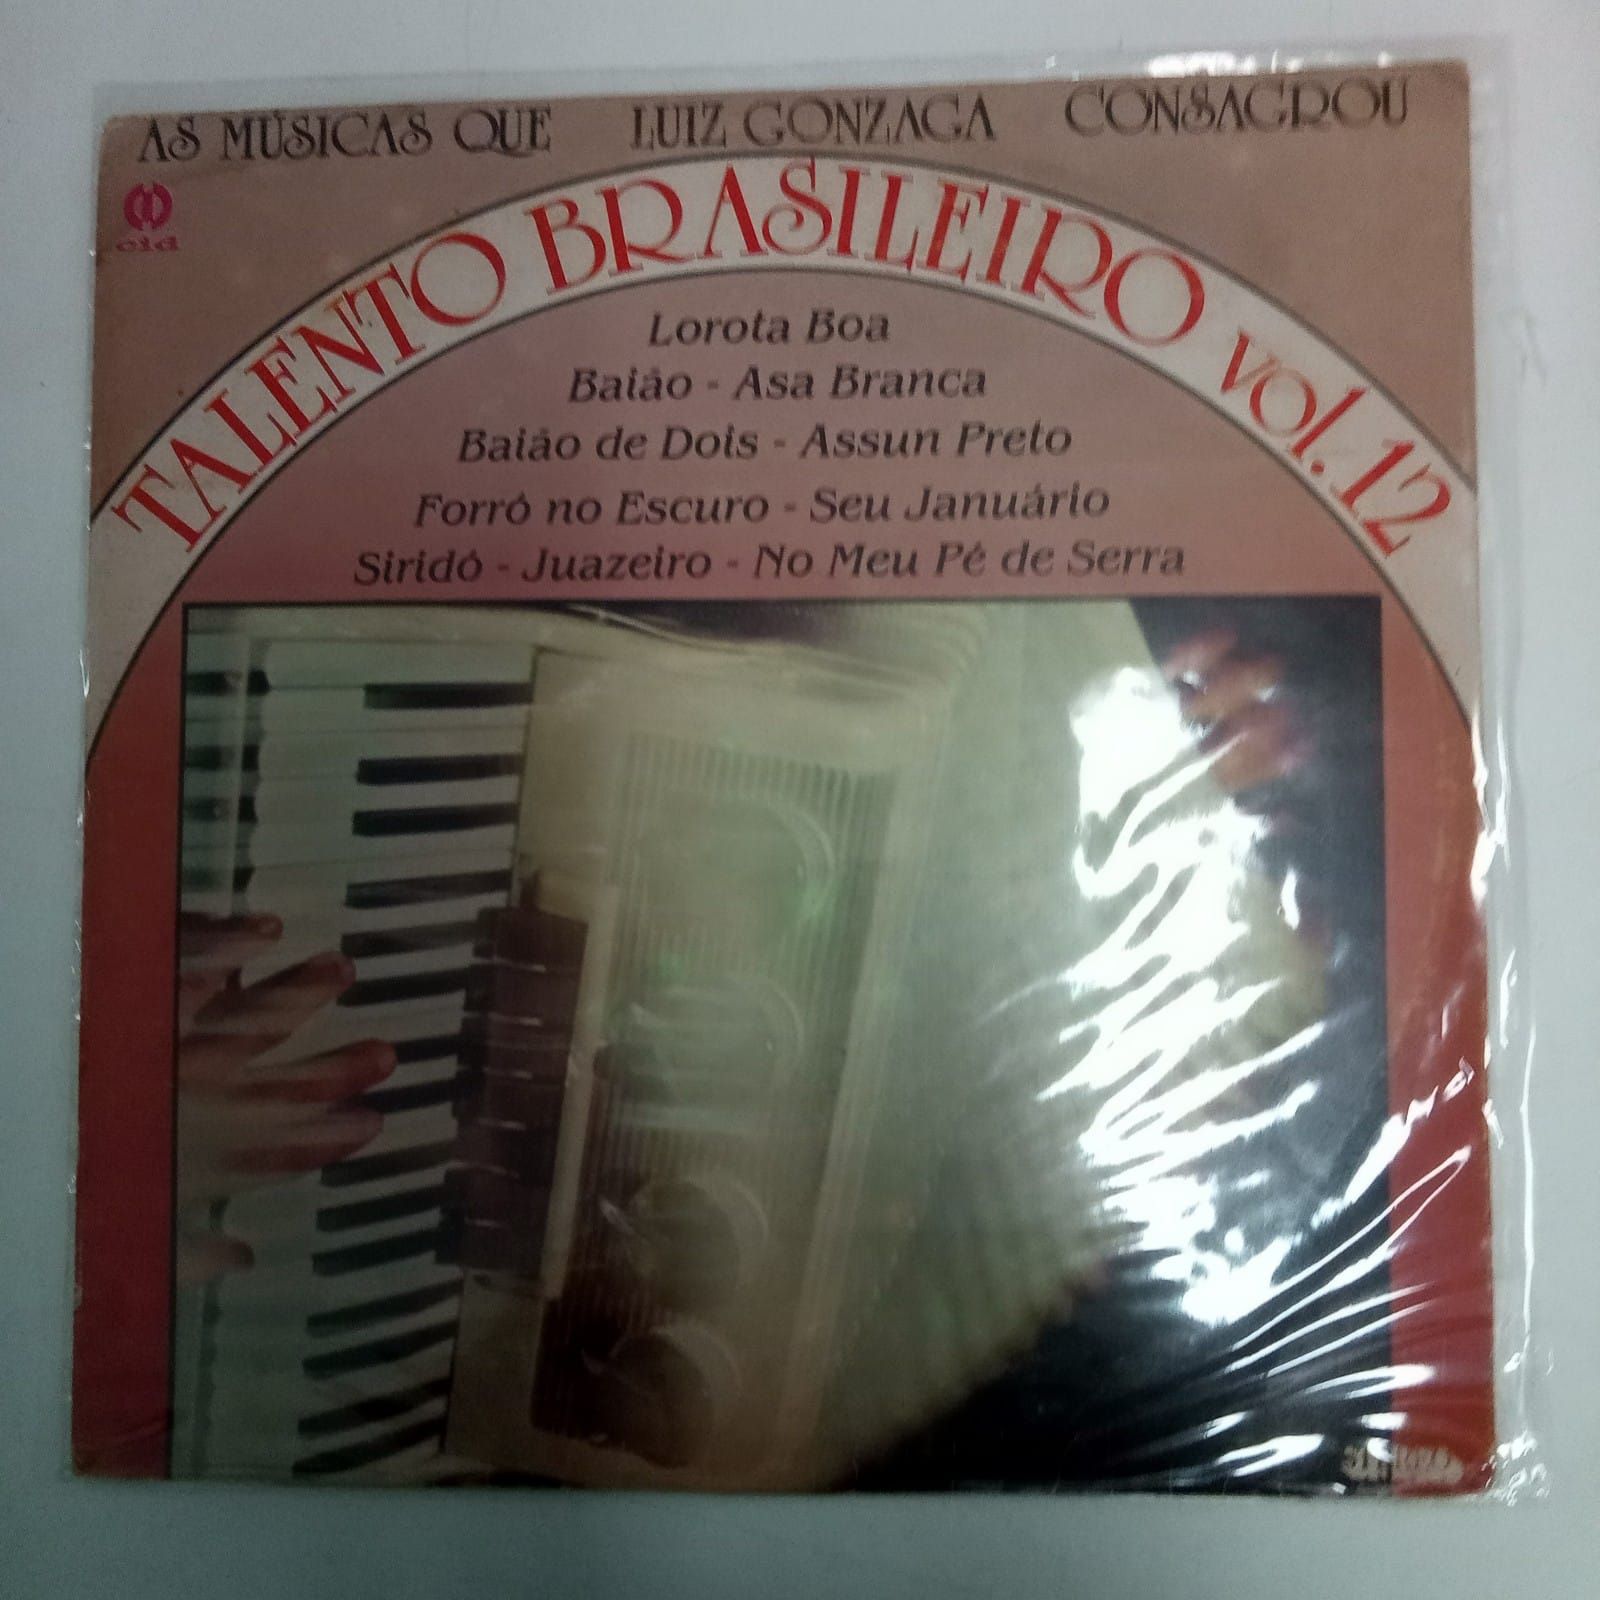 AS MÚSICAS QUE LUIZ GONZAGA CONSAGROU
cid
TALENTO BRASILEIRO vol. 12
Lorota Boa
Baião - Asa Branca
Baião de Dois - Assun Preto
Forró no Escuro - Seu Januário
Siridó - Juazeiro - No Meu Pé de Serra